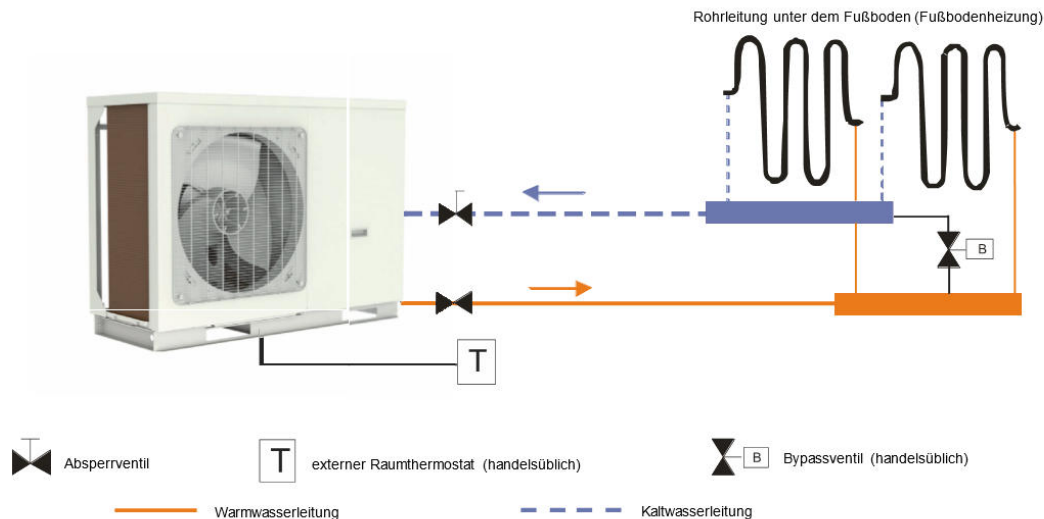 Rohrleitung unter dem Fußboden (Fußbodenheizung)
B
T
Absperrventil
T
externer Raumthermostat (handelsüblich)
B
Bypassventil (handelsüblich)
Warmwasserleitung
Kaltwasserleitung